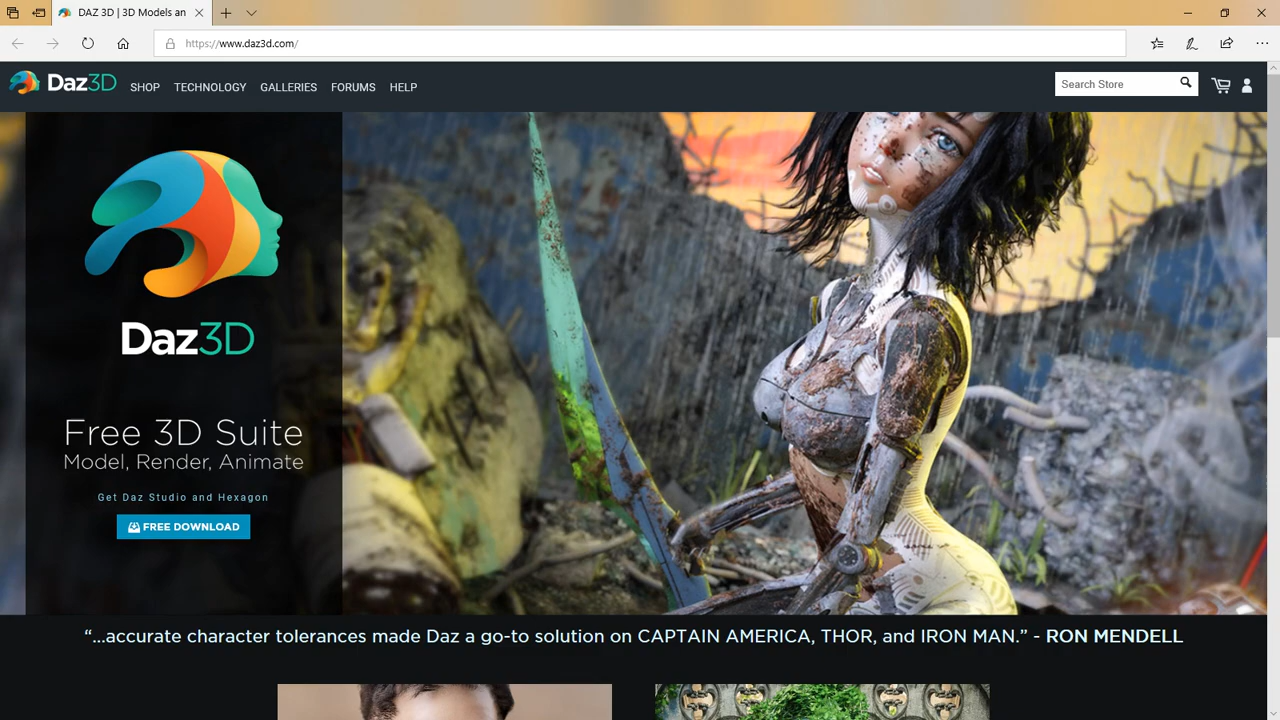 DAZ 3D | 3D Models an
https://www.daz3d.com/
Daz3D
SHOP
TECHNOLOGY
GALLERIES
FORUMS
HELP
Search Store
Daz3D
Free 3D Suite
Model, Render, Animate
Get Daz Studio and Hexagon
FREE DOWNLOAD
“...accurate character tolerances made Daz a go-to solution on CAPTAIN AMERICA, THOR, and IRON MAN.” - RON MENDELL